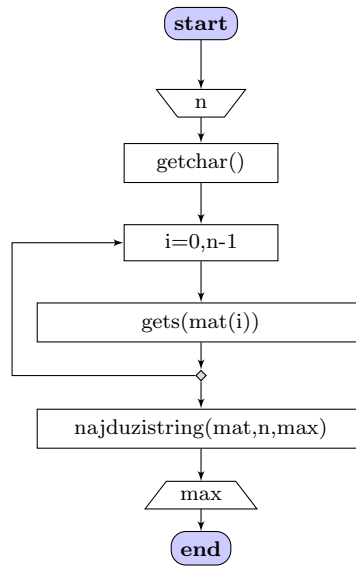 start
n
getchar()
i=0,n-1
gets(mat(i))
najduzistring(mat,n,max)
max
end